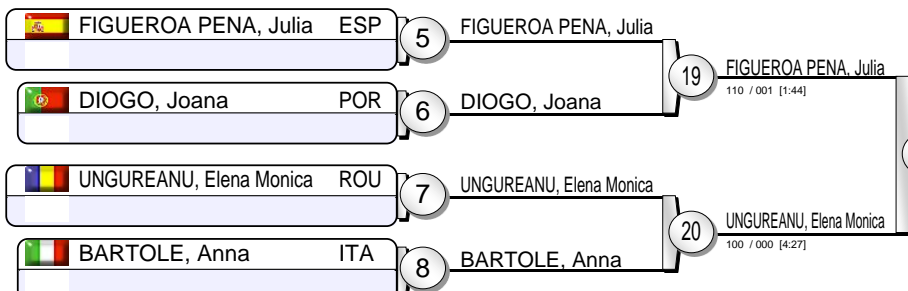 FIGUEROA PENA, Julia ESP
5
FIGUEROA PENA, Julia
19
FIGUEROA PENA, Julia
110 / 001 [1:44]
DIOGO, Joana POR
6
DIOGO, Joana
UNGUREANU, Elena Monica ROU
7
UNGUREANU, Elena Monica
20
UNGUREANU, Elena Monica
100 / 000 [4:27]
BARTOLE, Anna ITA
8
BARTOLE, Anna